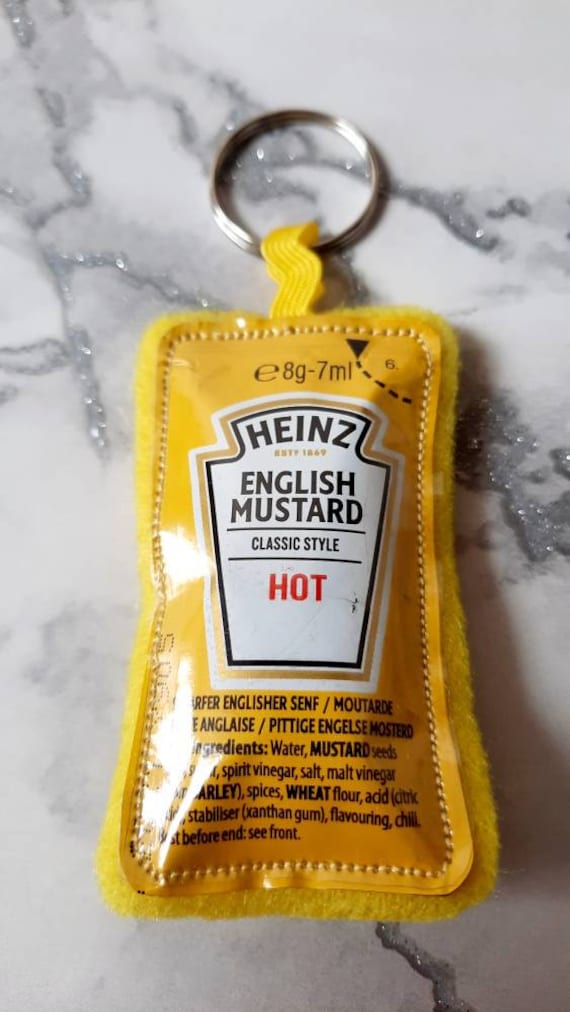 ℮8g-7ml
6.
HEINZ
ESTD 1869
ENGLISH
MUSTARD
CLASSIC STYLE
HOT
ENGLISHER SENF / MOUTARDE
ANGLAISE / PITTIGE ENGELSE MOSTERD
Ingredients: Water, MUSTARD seeds
spirit vinegar, salt, malt vinegar
spices, WHEAT flour, acid (citric
stabiliser (xanthan gum), flavouring, chilli.
before end: see front.